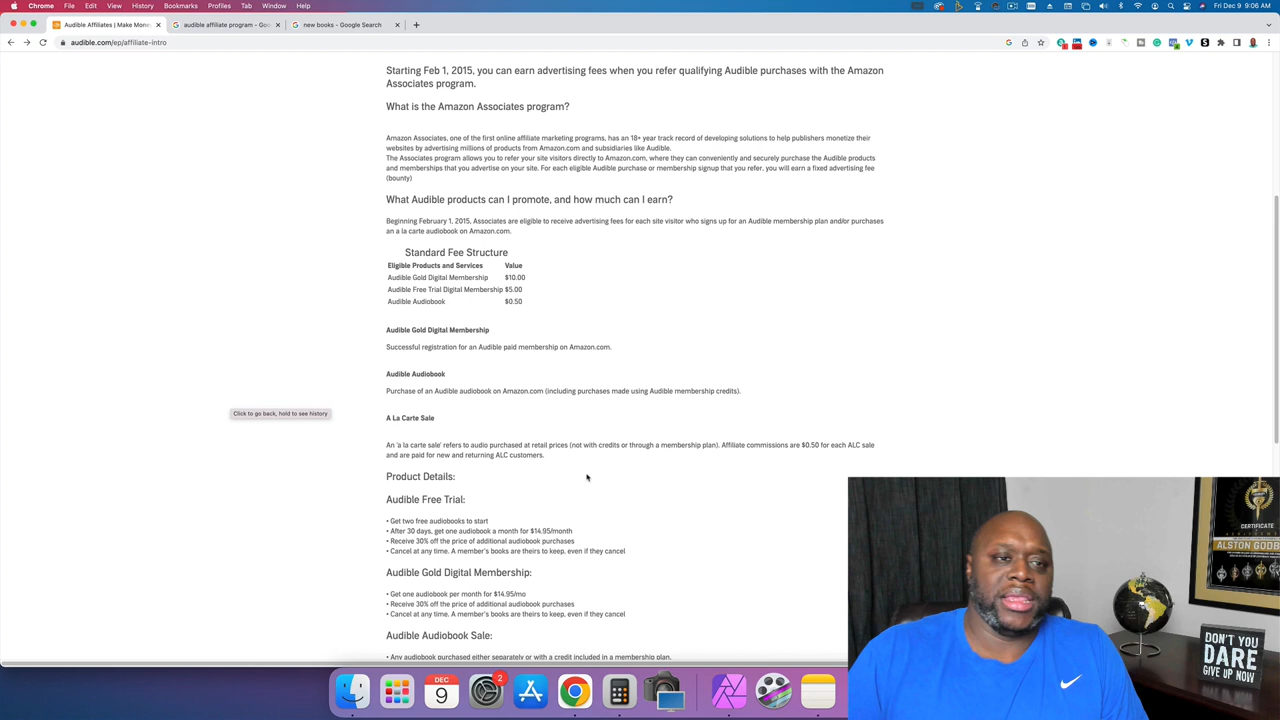 Chrome File Edit View History Bookmarks Profiles Tab Window Help Fri Dec 9 9:06 AM
Audible Affiliates | Make Mone audible affiliate program - Goo new books - Google Search
audible.com/ep/affiliate-intro
Starting Feb 1, 2015, you can earn advertising fees when you refer qualifying Audible purchases with the Amazon
Associates program.
What is the Amazon Associates program?
Amazon Associates, one of the first online affiliate marketing programs, has an 18+ year track record of developing solutions to help publishers monetize their
websites by advertising millions of products from Amazon.com and subsidiaries like Audible.
The Associates program allows you to refer your site visitors directly to Amazon.com, where they can conveniently and securely purchase the Audible products
and memberships that you advertise on your site. For each eligible Audible purchase or membership signup that you refer, you will earn a fixed advertising fee
(bounty)
What Audible products can I promote, and how much can I earn?
Beginning February 1, 2015, Associates are eligible to receive advertising fees for each site visitor who signs up for an Audible membership plan and/or purchases
an a la carte audiobook on Amazon.com.
Standard Fee Structure
Eligible Products and Services Value
Audible Gold Digital Membership $10.00
Audible Free Trial Digital Membership $5.00
Audible Audiobook $0.50
Audible Gold Digital Membership
Successful registration for an Audible paid membership on Amazon.com.
Audible Audiobook
Purchase of an Audible audiobook on Amazon.com (including purchases made using Audible membership credits).
Click to go back, hold to see history
A La Carte Sale
An 'a la carte sale' refers to audio purchased at retail prices (not with credits or through a membership plan). Affiliate commissions are $0.50 for each ALC sale
and are paid for new and returning ALC customers.
Product Details:
Audible Free Trial:
• Get two free audiobooks to start
• After 30 days, get one audiobook a month for $14.95/month
• Receive 30% off the price of additional audiobook purchases
• Cancel at any time. A member's books are theirs to keep, even if they cancel
Audible Gold Digital Membership:
• Get one audiobook per month for $14.95/mo
• Receive 30% off the price of additional audiobook purchases
• Cancel at any time. A member's books are theirs to keep, even if they cancel
Audible Audiobook Sale:
• Any audiobook purchased either separately or with a credit included in a membership plan.
CERTIFICATE
ALSTON GODB
DON'T YOU
DARE
GIVE UP NOW
DEC
9
2